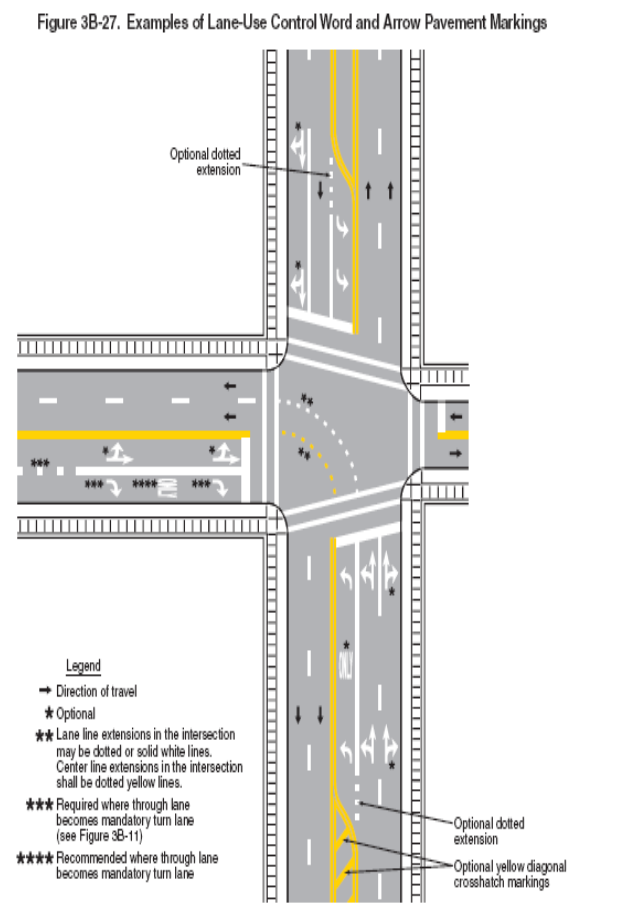 Figure 3B-27. Examples of Lane-Use Control Word and Arrow Pavement Markings
*
Optional dotted
extension
*
**
**
***
*
*
***
****
ONLY
***
*
*
ONLY
*
Legend
→ Direction of travel
* Optional
** Lane line extensions in the intersection
may be dotted or solid white lines.
Center line extensions in the intersection
shall be dotted yellow lines.
*** Required where through lane
becomes mandatory turn lane
(see Figure 3B-11)
**** Recommended where through lane
becomes mandatory turn lane
Optional dotted
extension
Optional yellow diagonal
crosshatch markings